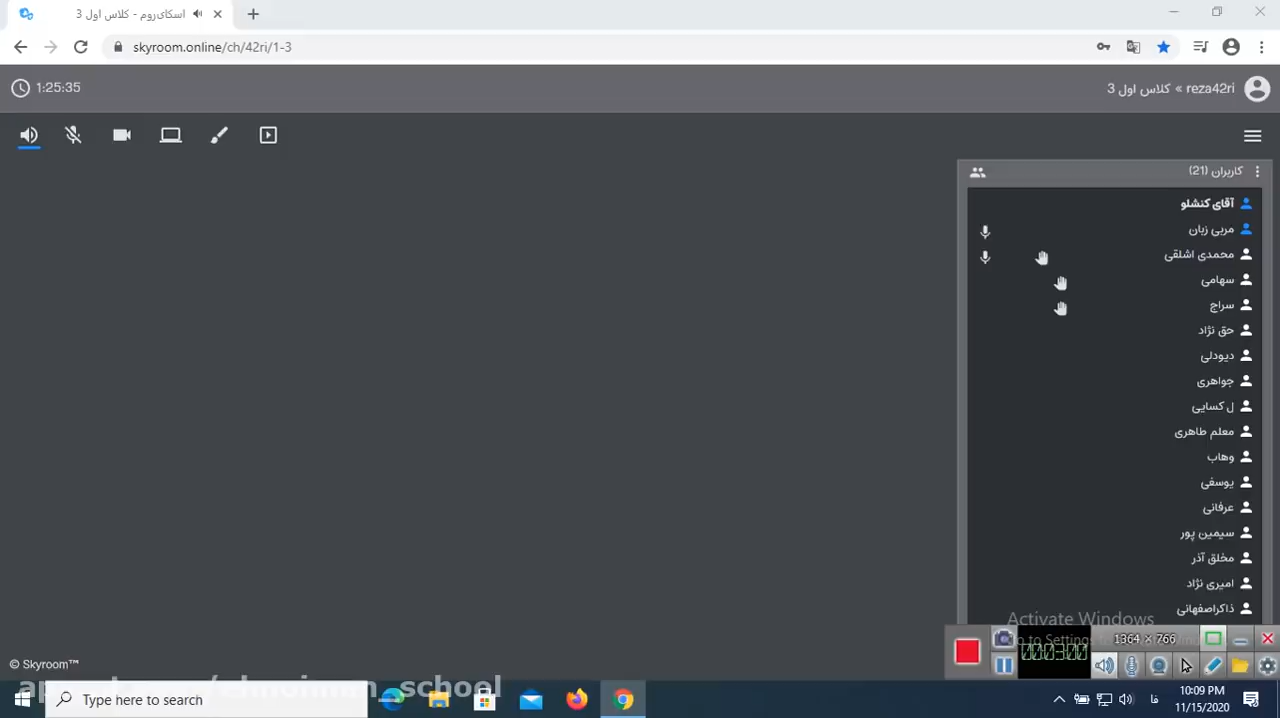 اسکای‌روم - کلاس اول 3
skyroom.online/ch/42ri/1-3
1:25:35
reza42ri » کلاس اول 3
کاربران (21)
آقای کنشلو
مربی زبان
محمدی اشلقی
سهامی
سراج
حق نژاد
دیودلی
جواهری
ل کسایی
معلم طاهری
وهاب
یوسفی
عرفانی
سیمین پور
مخلق آذر
امیری نژاد
ذاکراصفهانی
Activate Windows
1364 × 766
000300
© Skyroom™
Type here to search
فا
10:09 PM
11/15/2020